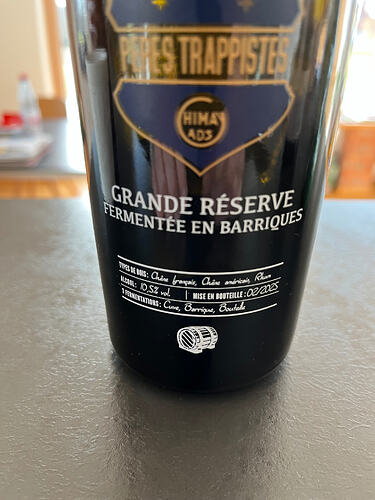 PÈRES TRAPPISTES
CHIMAY
ADS
GRANDE RÉSERVE
FERMENTÉE EN BARRIQUES
TYPES DE BOIS: Chêne français, Chêne américain, Rhum
ALCOOL: 10,5% vol. | MISE EN BOUTEILLE: 02/2025
3 FERMENTATIONS: Cuve, Barrique, Bouteille